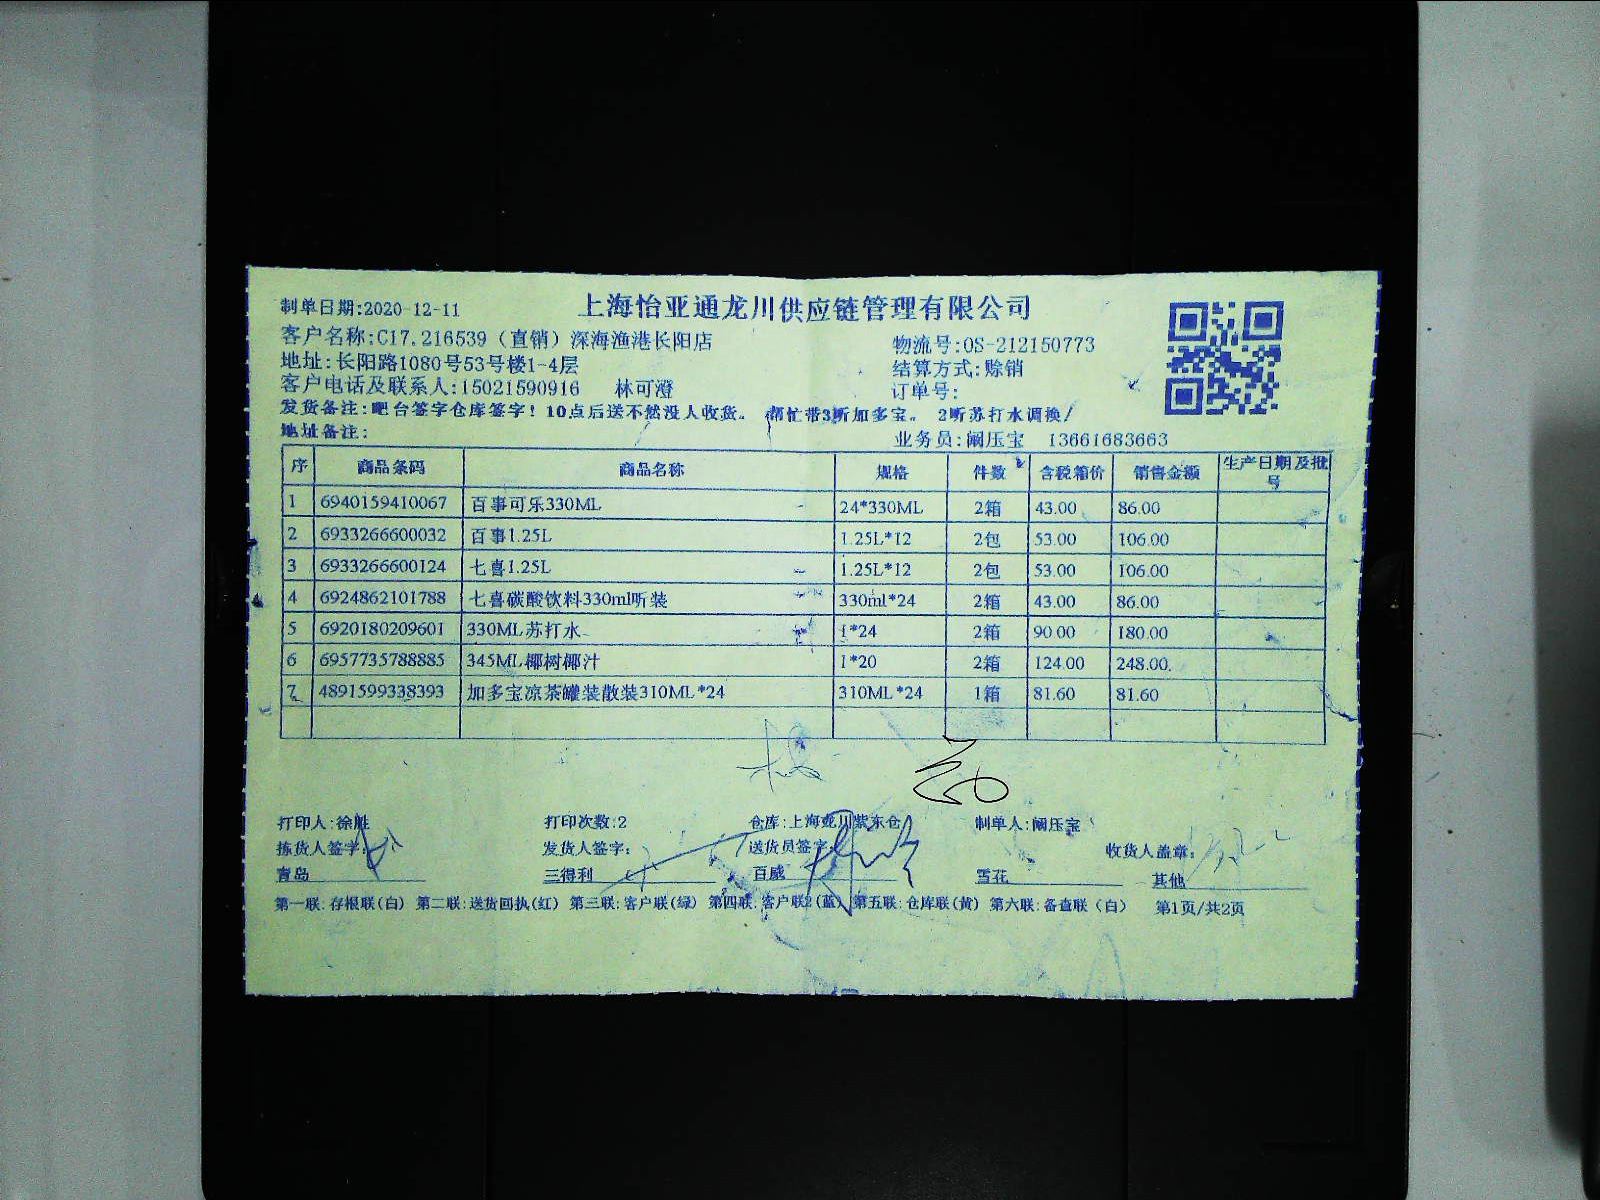 上海怡亚通龙川供应链管理有限公司
制单日期:2020-12-11
客户名称:C17.216539（直销）深海渔港长阳店 物流号:OS-212150773
地址:长阳路1080号53号楼1-4层 结算方式:赊销
客户电话及联系人:15021590916 林可澄 订单号:
发货备注:吧台签字仓库签字！10点后送不然没人收货。 帮忙带3听加多宝。 2听苏打水调换/
地址备注: 业务员:阚压宝 13661683663
序 商品条码 商品名称 规格 件数 含税箱价 销售金额 生产日期及批号
1 6940159410067 百事可乐330ML 24*330ML 2箱 43.00 86.00
2 6933266600032 百事1.25L 1.25L*12 2包 53.00 106.00
3 6933266600124 七喜1.25L 1.25L*12 2包 53.00 106.00
4 6924862101788 七喜碳酸饮料330ml听装 330ml*24 2箱 43.00 86.00
5 6920180209601 330ML苏打水 1*24 2箱 90.00 180.00
6 6957735788885 345ML椰树椰汁 1*20 2箱 124.00 248.00
7 4891599338393 加多宝凉茶罐装散装310ML*24 310ML*24 1箱 81.60 81.60
打印人:徐胜 打印次数:2 仓库:上海龙川紫东仓 制单人:阚压宝
拣货人签字: 发货人签字: 送货员签字: 收货人盖章:
青岛 三得利 百威 雪花 其他
第一联:存根联(白) 第二联:送货回执(红) 第三联:客户联(绿) 第四联:客户联2(蓝) 第五联:仓库联(黄) 第六联:备查联(白) 第1页/共2页